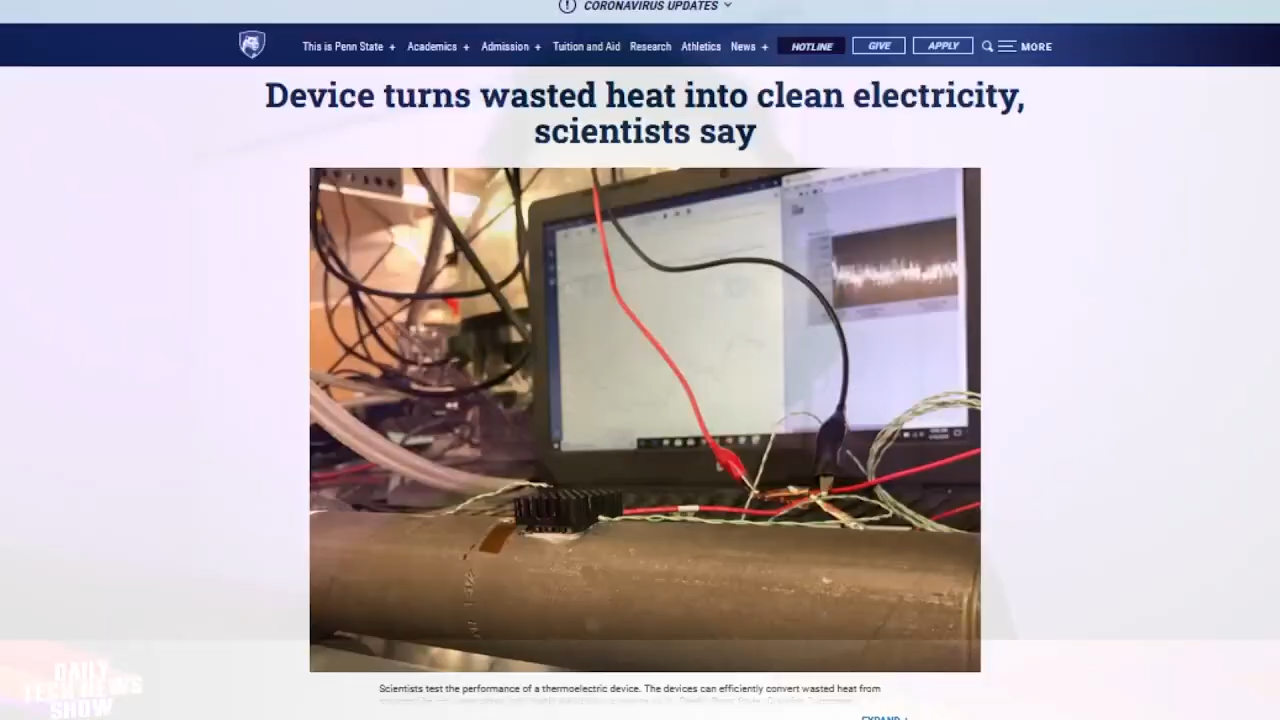 CORONAVIRUS UPDATES
This is Penn State + Academics + Admission + Tuition and Aid Research Athletics News + HOTLINE GIVE APPLY MORE
Device turns wasted heat into clean electricity,
scientists say
Scientists test the performance of a thermoelectric device. The devices can efficiently convert wasted heat from
EXPAND +
DAILY
TECH NEWS
SHOW